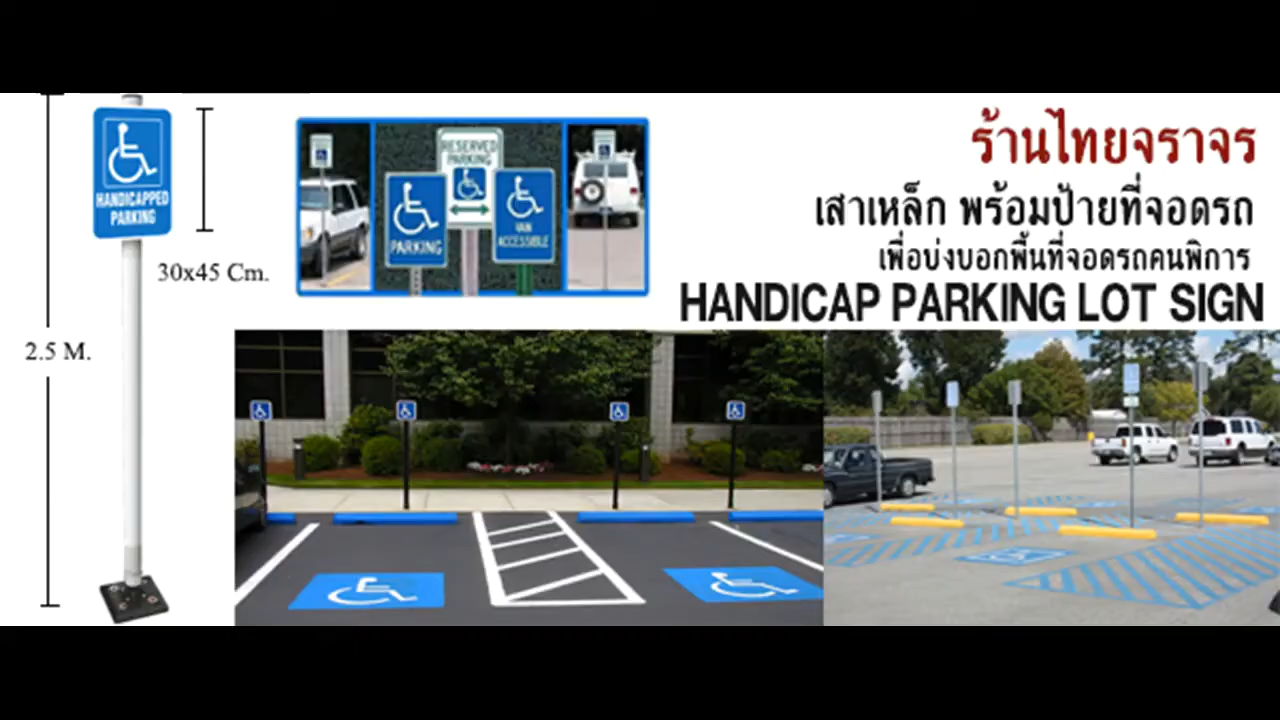 HANDICAPPED
PARKING
30x45 Cm.
2.5 M.
RESERVED
PARKING
PARKING
VAN
ACCESSIBLE
ร้านไทยจราจร
เสาเหล็ก พร้อมป้ายที่จอดรถ
เพื่อบ่งบอกพื้นที่จอดรถคนพิการ
HANDICAP PARKING LOT SIGN